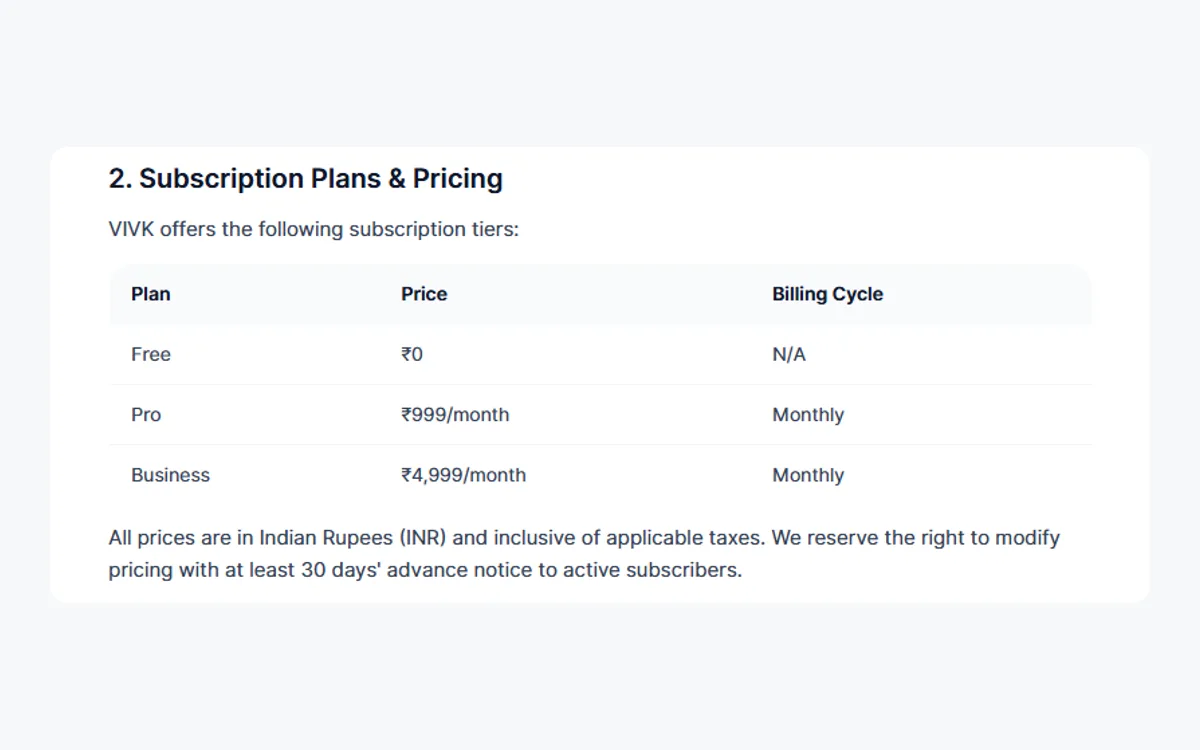 2. Subscription Plans & Pricing
VIVK offers the following subscription tiers:
Plan Price Billing Cycle
Free ₹0 N/A
Pro ₹999/month Monthly
Business ₹4,999/month Monthly
All prices are in Indian Rupees (INR) and inclusive of applicable taxes. We reserve the right to modify
pricing with at least 30 days' advance notice to active subscribers.